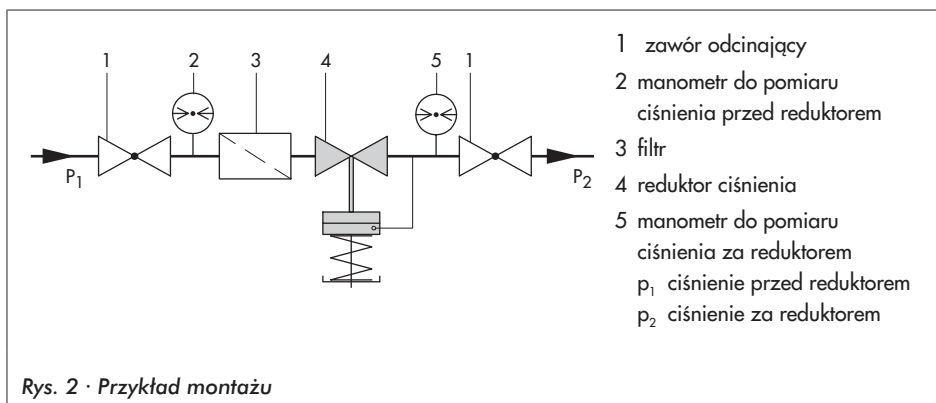 1 2 3 4 5 1
P1 P2
1 zawór odcinający
2 manometr do pomiaru
ciśnienia przed reduktorem
3 filtr
4 reduktor ciśnienia
5 manometr do pomiaru
ciśnienia za reduktorem
p1 ciśnienie przed reduktorem
p2 ciśnienie za reduktorem
Rys. 2 · Przykład montażu